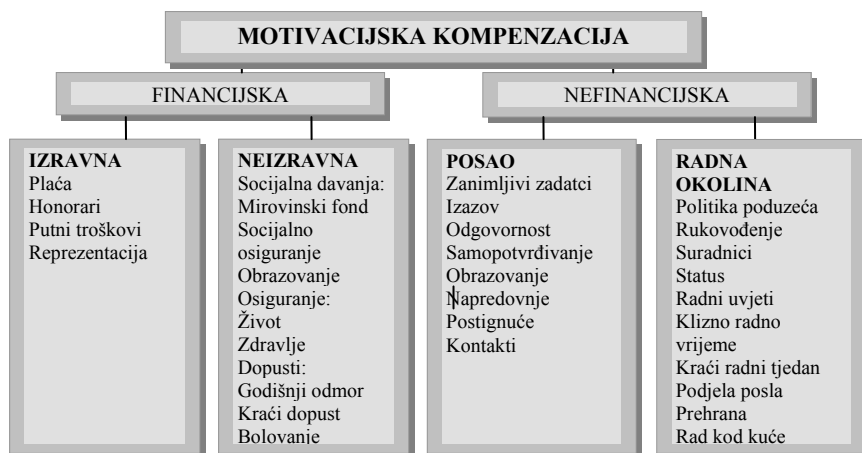 MOTIVACIJSKA KOMPENZACIJA
FINANCIJSKA
NEFINANCIJSKA
IZRAVNA
Plaća
Honorari
Putni troškovi
Reprezentacija
NEIZRAVNA
Socijalna davanja:
Mirovinski fond
Socijalno
osiguranje
Obrazovanje
Osiguranje:
Život
Zdravlje
Dopusti:
Godišnji odmor
Kraći dopust
Bolovanje
POSAO
Zanimljivi zadatci
Izazov
Odgovornost
Samopotvrđivanje
Obrazovanje
Napredovnje
Postignuće
Kontakti
RADNA
OKOLINA
Politika poduzeća
Rukovođenje
Suradnici
Status
Radni uvjeti
Klizno radno
vrijeme
Kraći radni tjedan
Podjela posla
Prehrana
Rad kod kuće